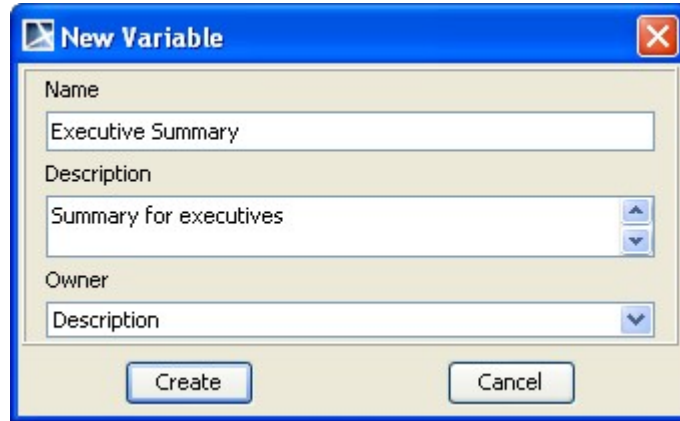 New Variable
Name
Executive Summary
Description
Summary for executives
Owner
Description
Create Cancel